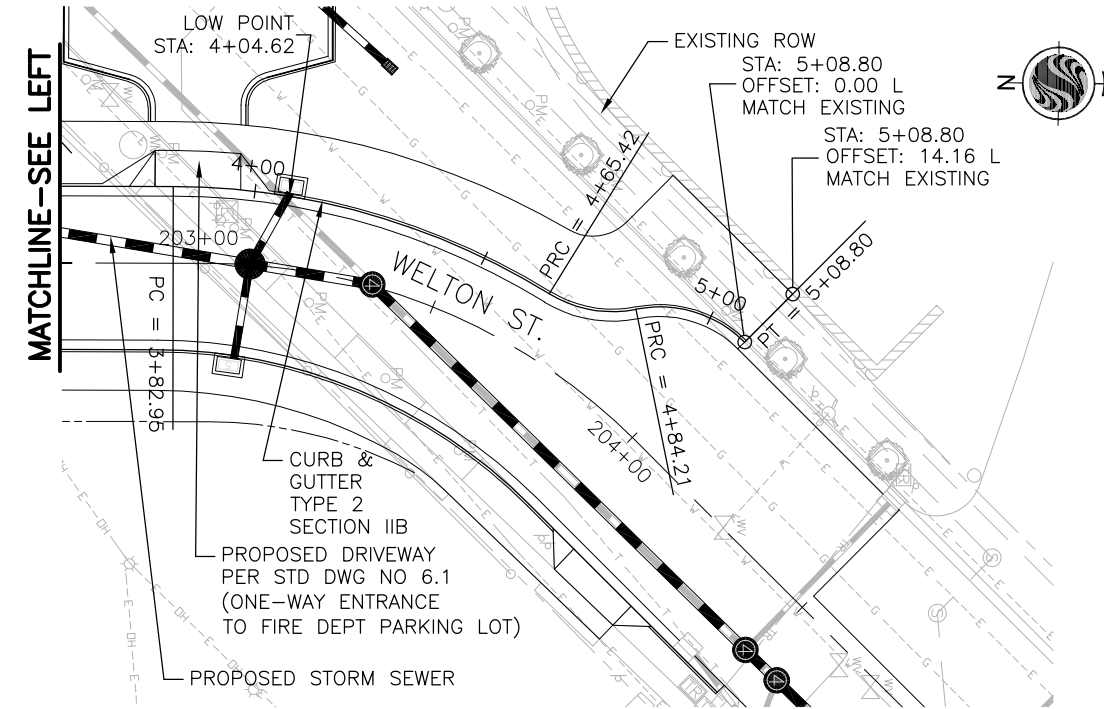 MATCHLINE-SEE LEFT
LOW POINT
STA: 4+04.62
EXISTING ROW
STA: 5+08.80
OFFSET: 0.00 L
MATCH EXISTING
STA: 5+08.80
OFFSET: 14.16 L
MATCH EXISTING
N
4+00
203+00
PC = 3+82.95
WELTON ST.
PRC = 4+65.42
5+00
PT = 5+08.80
PRC = 4+84.21
204+00
4
4
4
CURB &
GUTTER
TYPE 2
SECTION IIB
PROPOSED DRIVEWAY
PER STD DWG NO 6.1
(ONE-WAY ENTRANCE
TO FIRE DEPT PARKING LOT)
PROPOSED STORM SEWER